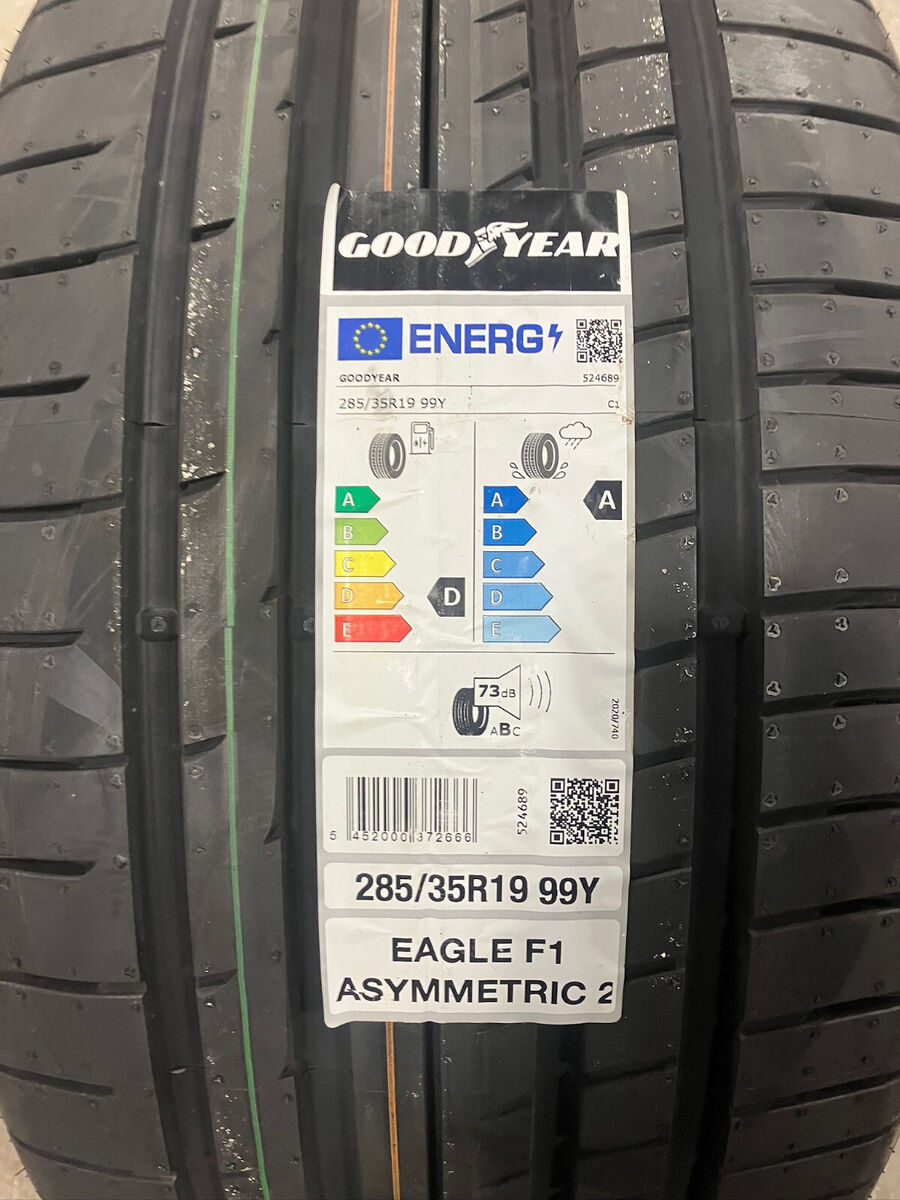 GOODYEAR
ENERG
GOODYEAR 524689
285/35R19 99Y C1
A A A
B B
C C
D D D
E E
73dB
ABC
2020/740
5 452000 372666
524689
285/35R19 99Y
EAGLE F1
ASYMMETRIC 2